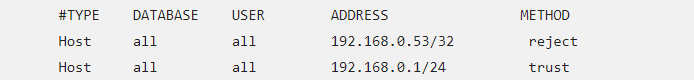 #TYPE DATABASE USER ADDRESS METHOD
Host all all 192.168.0.53/32 reject
Host all all 192.168.0.1/24 trust